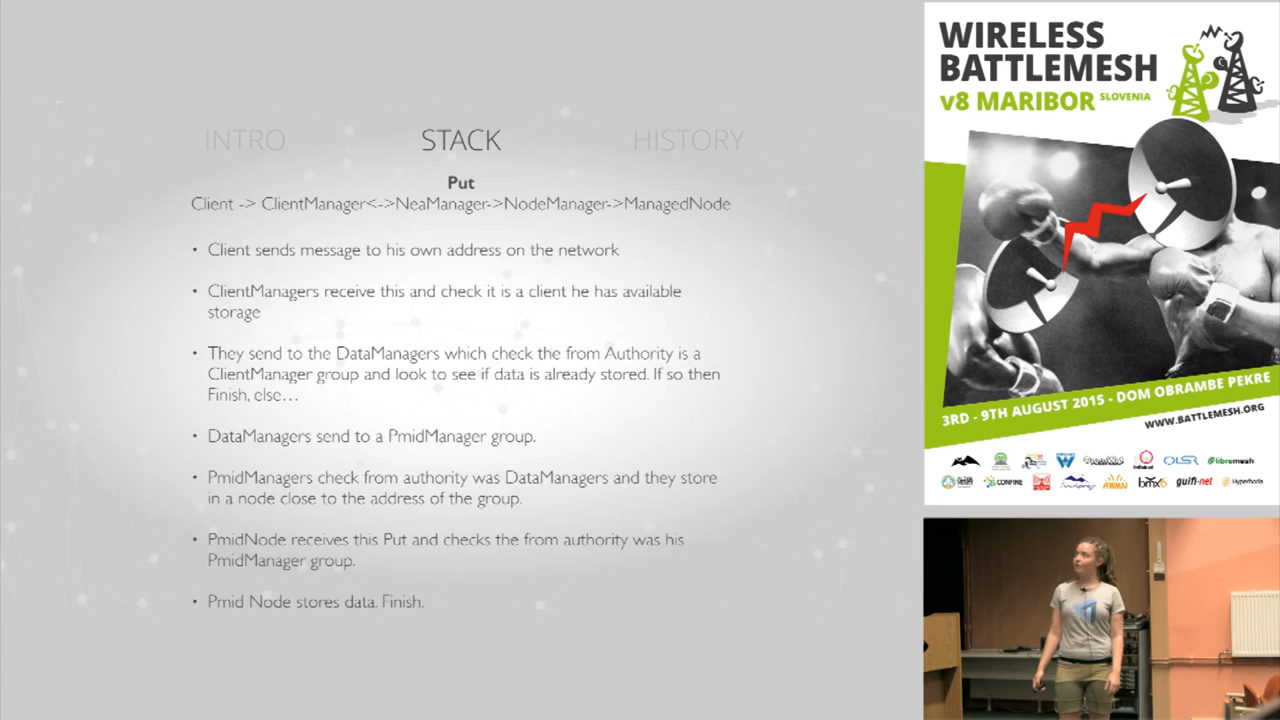 INTRO STACK HISTORY
Put
Client -> ClientManager<->NeaManager->NodeManager->ManagedNode
• Client sends message to his own address on the network
• ClientManagers receive this and check it is a client he has available
storage
• They send to the DataManagers which check the from Authority is a
ClientManager group and look to see if data is already stored. If so then
Finish, else…
• DataManagers send to a PmidManager group.
• PmidManagers check from authority was DataManagers and they store
in a node close to the address of the group.
• PmidNode receives this Put and checks the from authority was his
PmidManager group.
• Pmid Node stores data. Finish.
WIRELESS
BATTLEMESH
v8 MARIBOR SLOVENIA
3RD - 9TH AUGUST 2015 - DOM OBRAMBE PEKRE
WWW.BATTLEMESH.ORG
OLSR libremesh
CONFINE AWMN bmx6 guifi·net Hyperboria